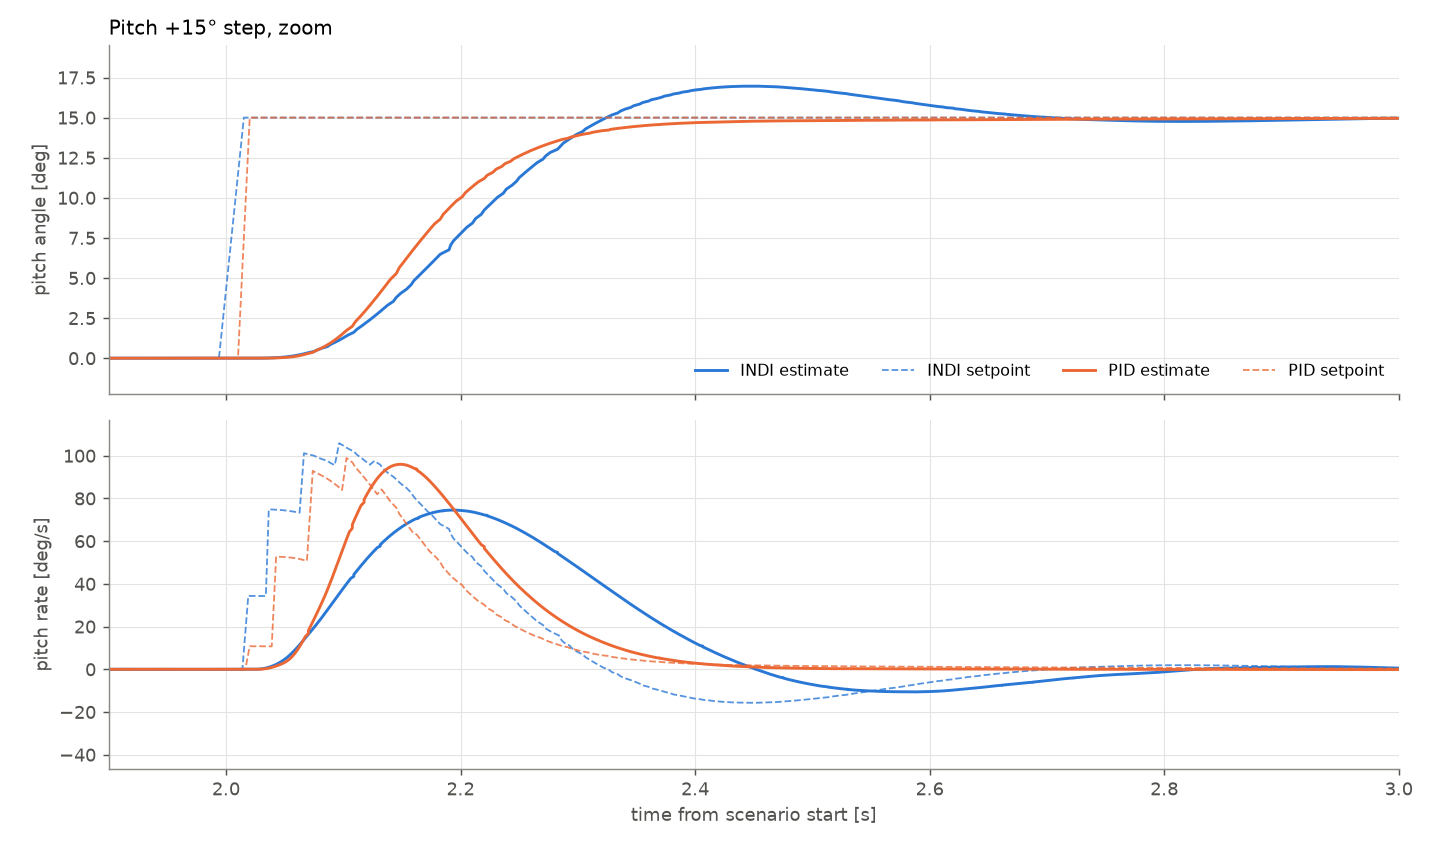 Pitch +15° step, zoom
pitch angle [deg]
17.5
15.0
12.5
10.0
7.5
5.0
2.5
0.0
INDI estimate INDI setpoint PID estimate PID setpoint
pitch rate [deg/s]
100
80
60
40
20
0
−20
−40
2.0 2.2 2.4 2.6 2.8 3.0
time from scenario start [s]